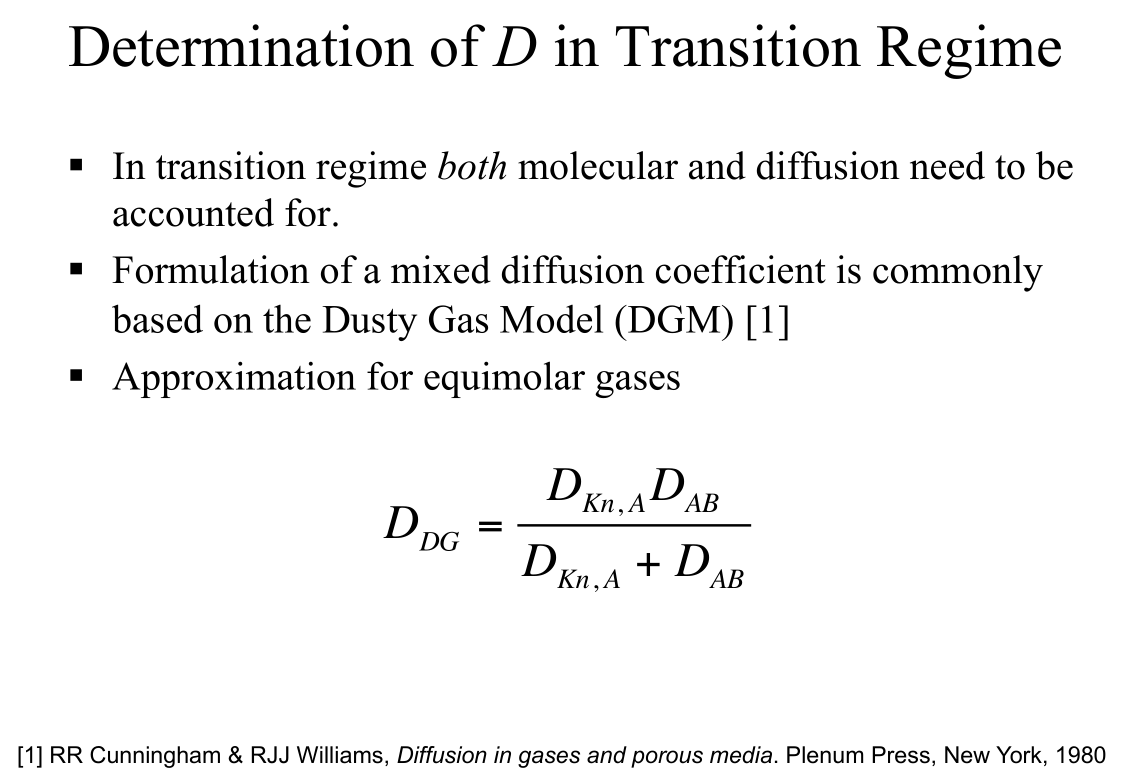 Determination of D in Transition Regime
▪ In transition regime both molecular and diffusion need to be
accounted for.
▪ Formulation of a mixed diffusion coefficient is commonly
based on the Dusty Gas Model (DGM) [1]
▪ Approximation for equimolar gases
D_{DG} = \frac{D_{Kn,A} D_{AB}}{D_{Kn,A} + D_{AB}}
[1] RR Cunningham & RJJ Williams, Diffusion in gases and porous media. Plenum Press, New York, 1980